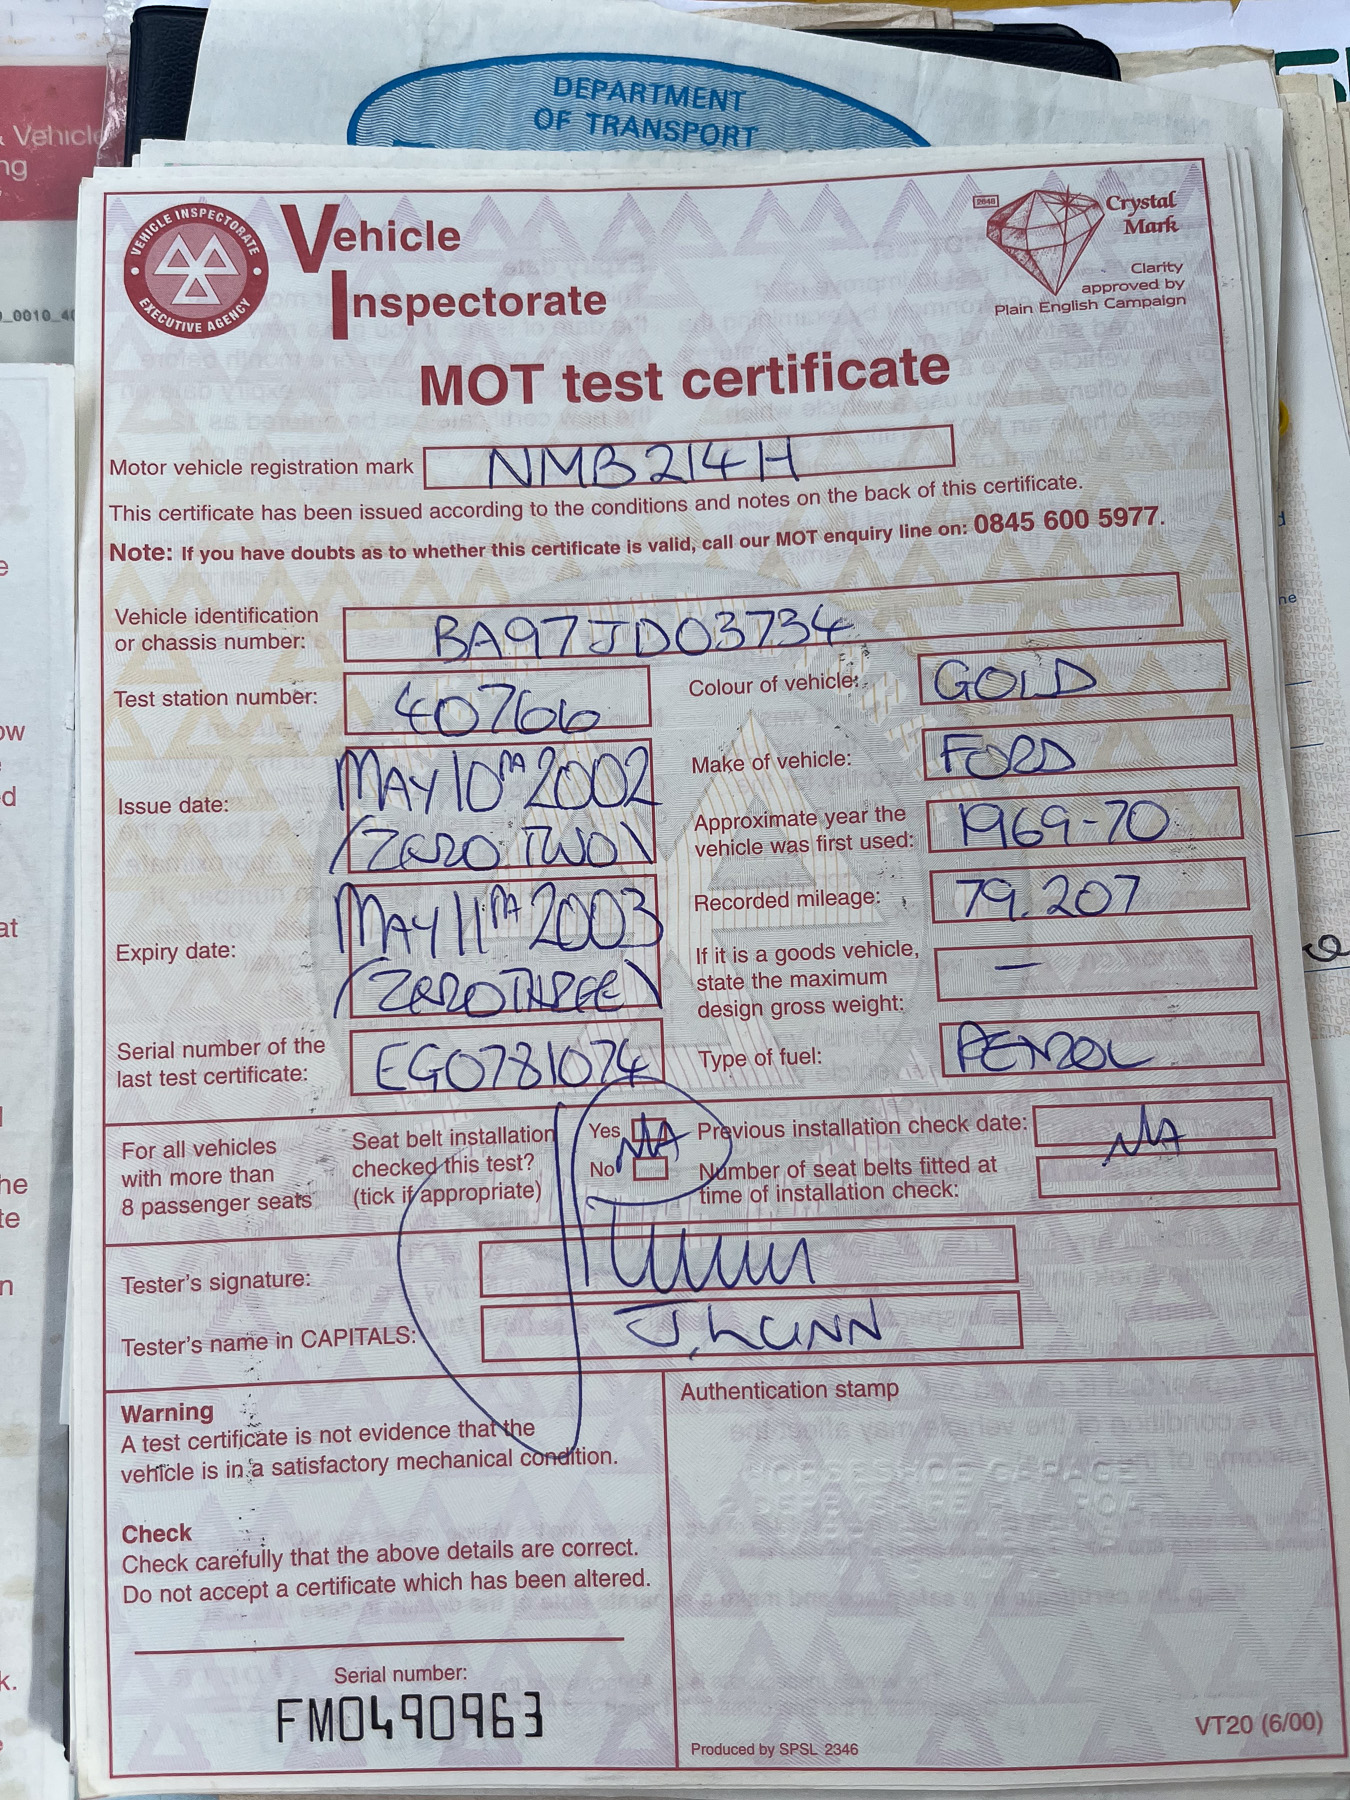 DEPARTMENT
OF TRANSPORT
Vehicle
VEHICLE INSPECTORATE
EXECUTIVE AGENCY
Vehicle
Inspectorate
2648
Crystal
Mark
Clarity
approved by
Plain English Campaign
MOT test certificate
Motor vehicle registration mark NMB214H
This certificate has been issued according to the conditions and notes on the back of this certificate.
Note: If you have doubts as to whether this certificate is valid, call our MOT enquiry line on: 0845 600 5977.
Vehicle identification
or chassis number: BA97JD03734
Test station number: 40766
Colour of vehicle: GOLD
Issue date: MAY 10TH 2002
(ZERO TWO)
Make of vehicle: FORD
Approximate year the
vehicle was first used: 1969-70
Expiry date: MAY 11TH 2003
(ZERO THREE)
Recorded mileage: 79.207
If it is a goods vehicle,
state the maximum
design gross weight: —
Serial number of the
last test certificate: EG0781074
Type of fuel: PETROL
For all vehicles
with more than
8 passenger seats
Seat belt installation
checked this test?
(tick if appropriate)
Yes
No
NA
Previous installation check date:
Number of seat belts fitted at
time of installation check:
NA
Tester's signature:
Tester's name in CAPITALS: J. LUNN
Warning
A test certificate is not evidence that the
vehicle is in a satisfactory mechanical condition.
Check
Check carefully that the above details are correct.
Do not accept a certificate which has been altered.
Serial number:
FM0490963
Authentication stamp
GARAGE
Produced by SPSL 2346
VT20 (6/00)